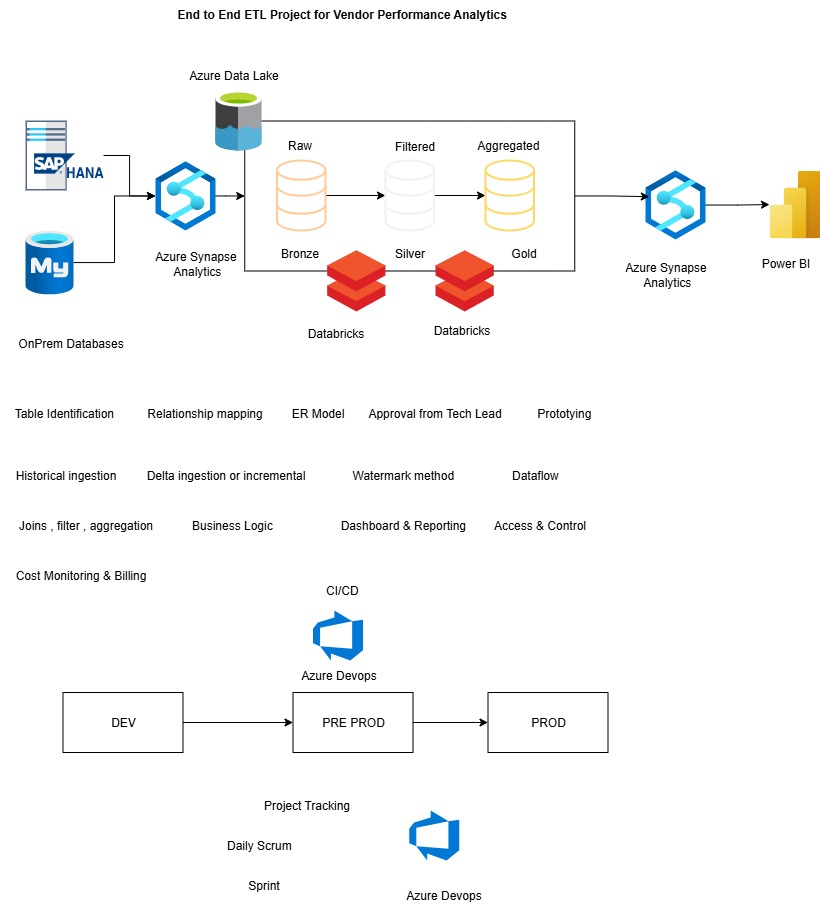 End to End ETL Project for Vendor Performance Analytics
Azure Data Lake
SAP HANA
My
OnPrem Databases
Azure Synapse
Analytics
Raw
Filtered
Aggregated
Bronze
Silver
Gold
Databricks
Databricks
Azure Synapse
Analytics
Power BI
Table Identification
Relationship mapping
ER Model
Approval from Tech Lead
Prototying
Historical ingestion
Delta ingestion or incremental
Watermark method
Dataflow
Joins , filter , aggregation
Business Logic
Dashboard & Reporting
Access & Control
Cost Monitoring & Billing
CI/CD
Azure Devops
DEV
PRE PROD
PROD
Project Tracking
Daily Scrum
Sprint
Azure Devops